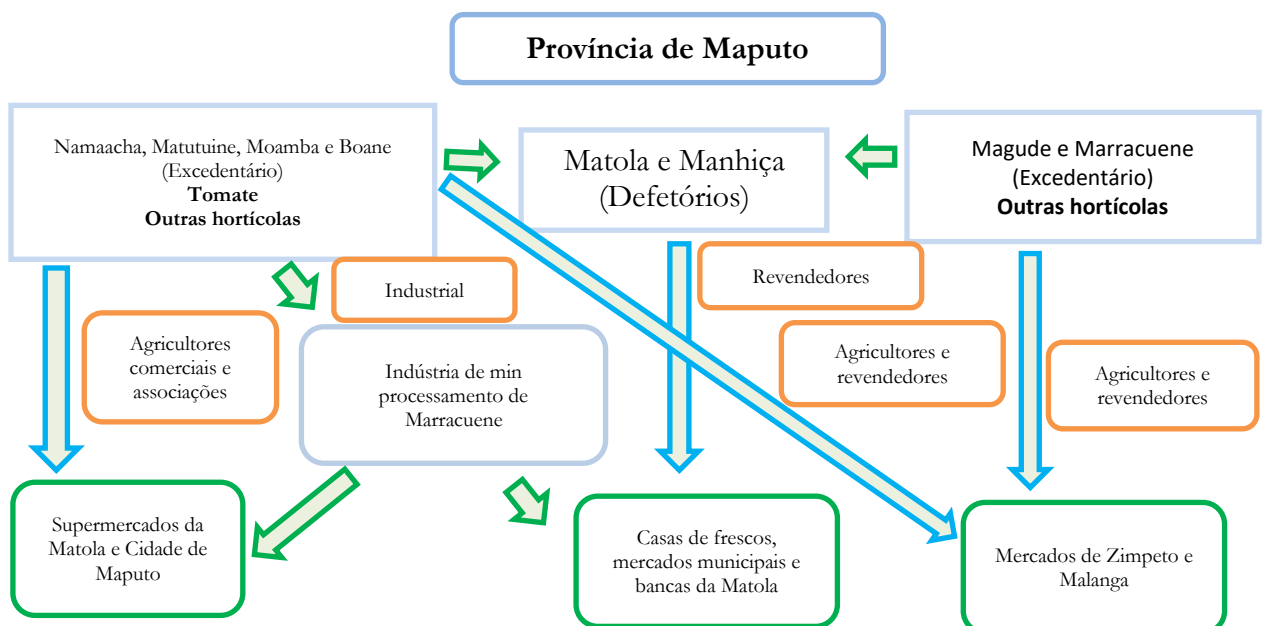 Província de Maputo
Namaacha, Matutuine, Moamba e Boane
(Excedentário)
Tomate
Outras hortícolas
Matola e Manhiça
(Defetórios)
Magude e Marracuene
(Excedentário)
Outras hortícolas
Industrial
Revendedores
Agricultores
comerciais e
associações
Indústria de min
processamento de
Marracuene
Agricultores e
revendedores
Agricultores e
revendedores
Supermercados da
Matola e Cidade de
Maputo
Casas de frescos,
mercados municipais e
bancas da Matola
Mercados de Zimpeto e
Malanga